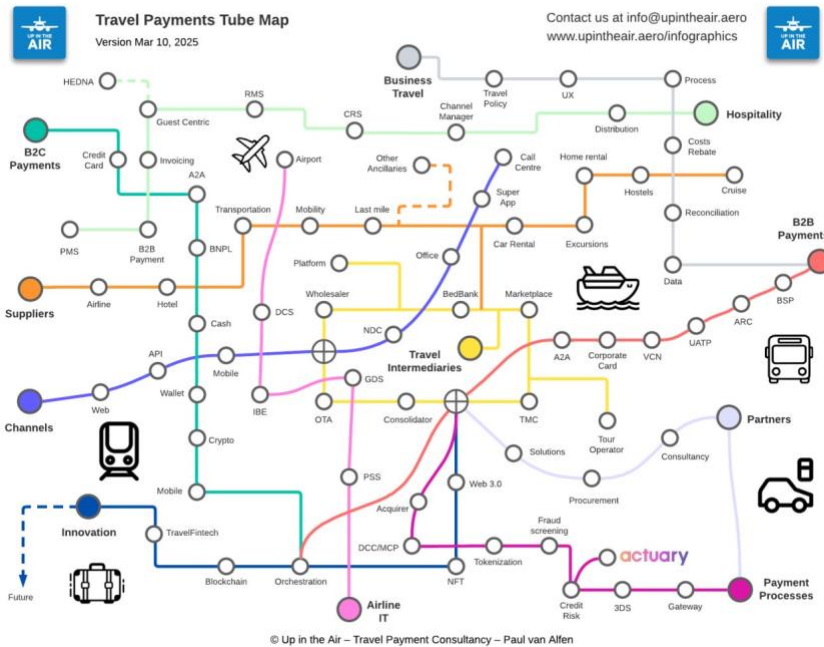 UP IN THE
AIR
Travel Payments Tube Map
Version Mar 10, 2025
Contact us at info@upintheair.aero
www.upintheair.aero/infographics
UP IN THE
AIR
Business
Travel
Travel
Policy
UX
Process
HEDNA
RMS
Guest Centric
CRS
Channel
Manager
Distribution
Hospitality
B2C
Payments
Credit
Card
Invoicing
A2A
Airport
Other
Ancillaries
Call
Centre
Home rental
Costs
Rebate
Super
App
Hostels
Cruise
PMS
B2B
Payment
Transportation
Mobility
Last mile
Car Rental
Excursions
Reconciliation
B2B
Payments
BNPL
Platform
Office
Data
Suppliers
Airline
Hotel
Wholesaler
BedBank
Marketplace
BSP
DCS
ARC
Cash
NDC
Travel
Intermediaries
A2A
Corporate
Card
VCN
UATP
API
Mobile
GDS
Channels
Web
Wallet
IBE
OTA
Consolidator
TMC
Tour
Operator
Partners
Crypto
Solutions
Consultancy
PSS
Web 3.0
Procurement
Mobile
Acquirer
Innovation
TravelFintech
Fraud
screening
DCC/MCP
Tokenization
actuary
Future
Blockchain
Orchestration
NFT
Airline
IT
Credit
Risk
3DS
Gateway
Payment
Processes
© Up in the Air – Travel Payment Consultancy – Paul van Alfen